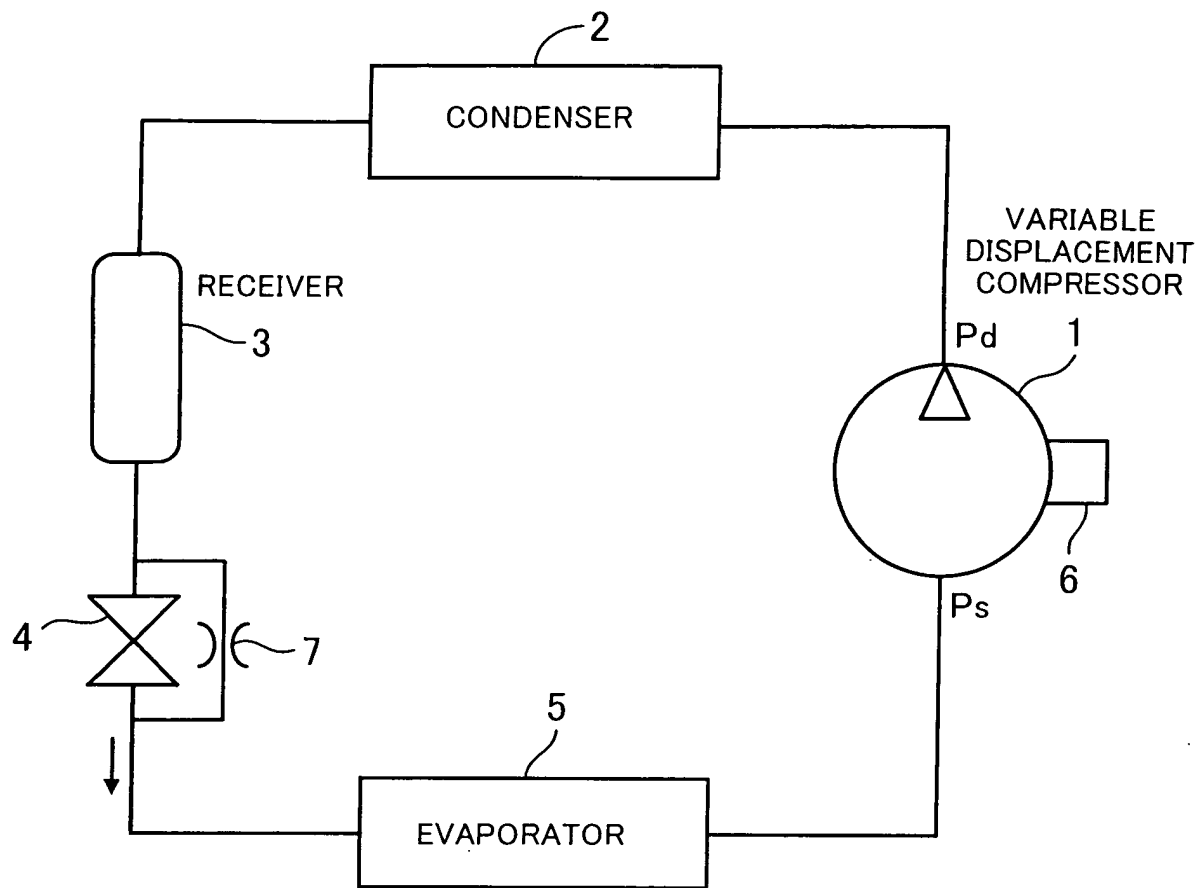 2
CONDENSER
VARIABLE
DISPLACEMENT
COMPRESSOR
RECEIVER
3
Pd
1
6
Ps
4
7
5
EVAPORATOR